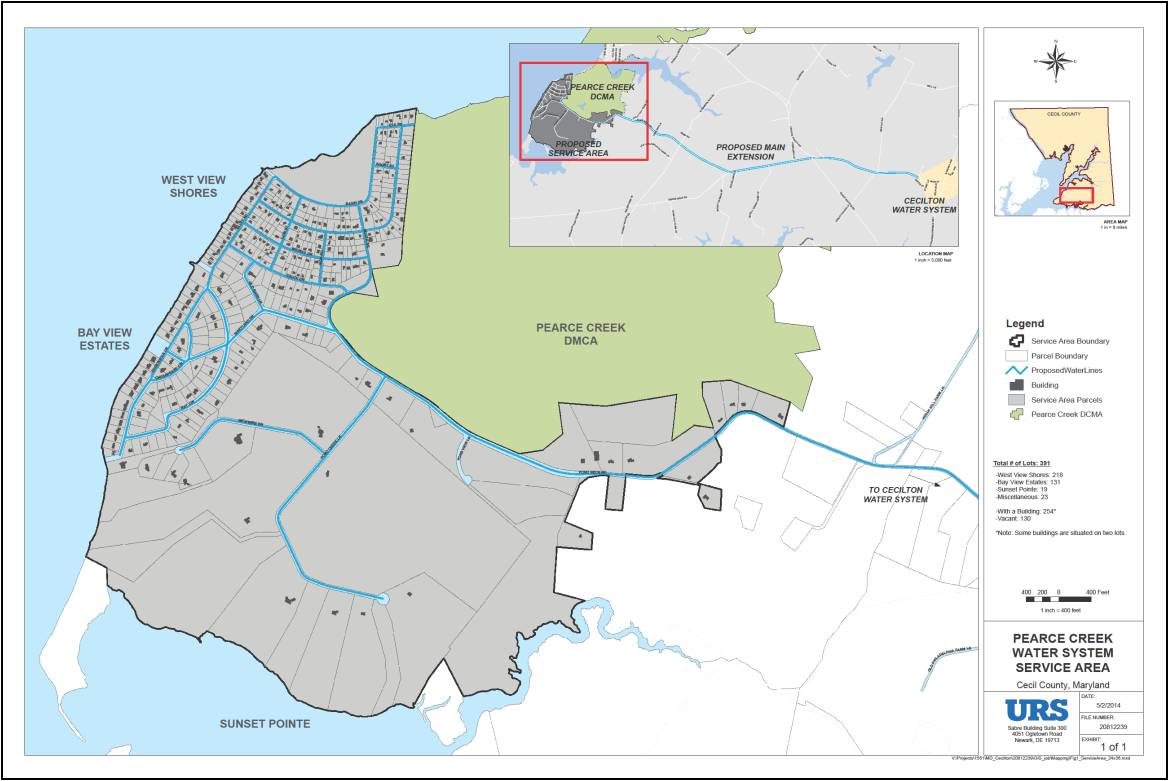 WEST VIEW
SHORES
BAY VIEW
ESTATES
PEARCE CREEK
DMCA
SUNSET POINTE
TO CECILTON
WATER SYSTEM
PEARCE CREEK
DCMA
PROPOSED
SERVICE AREA
PROPOSED MAIN
EXTENSION
CECILTON
WATER SYSTEM
LOCATION MAP
1 inch = 5,000 feet
N
W
E
S
CECIL COUNTY
AREA MAP
1 in = 8 miles
Legend
Service Area Boundary
Parcel Boundary
ProposedWaterLines
Building
Service Area Parcels
Pearce Creek DCMA
Total # of Lots: 391
-West View Shores: 218
-Bay View Estates: 131
-Sunset Pointe: 19
-Miscellaneous: 23
-With a Building: 254*
-Vacant: 130
*Note: Some buildings are situated on two lots
400 200 0 400 Feet
1 inch = 400 feet
PEARCE CREEK
WATER SYSTEM
SERVICE AREA
Cecil County, Maryland
URS
Sabre Building Suite 300
4051 Ogletown Road
Newark, DE 19713
DATE:
5/2/2014
FILE NUMBER:
20812239
EXHIBIT:
1 of 1